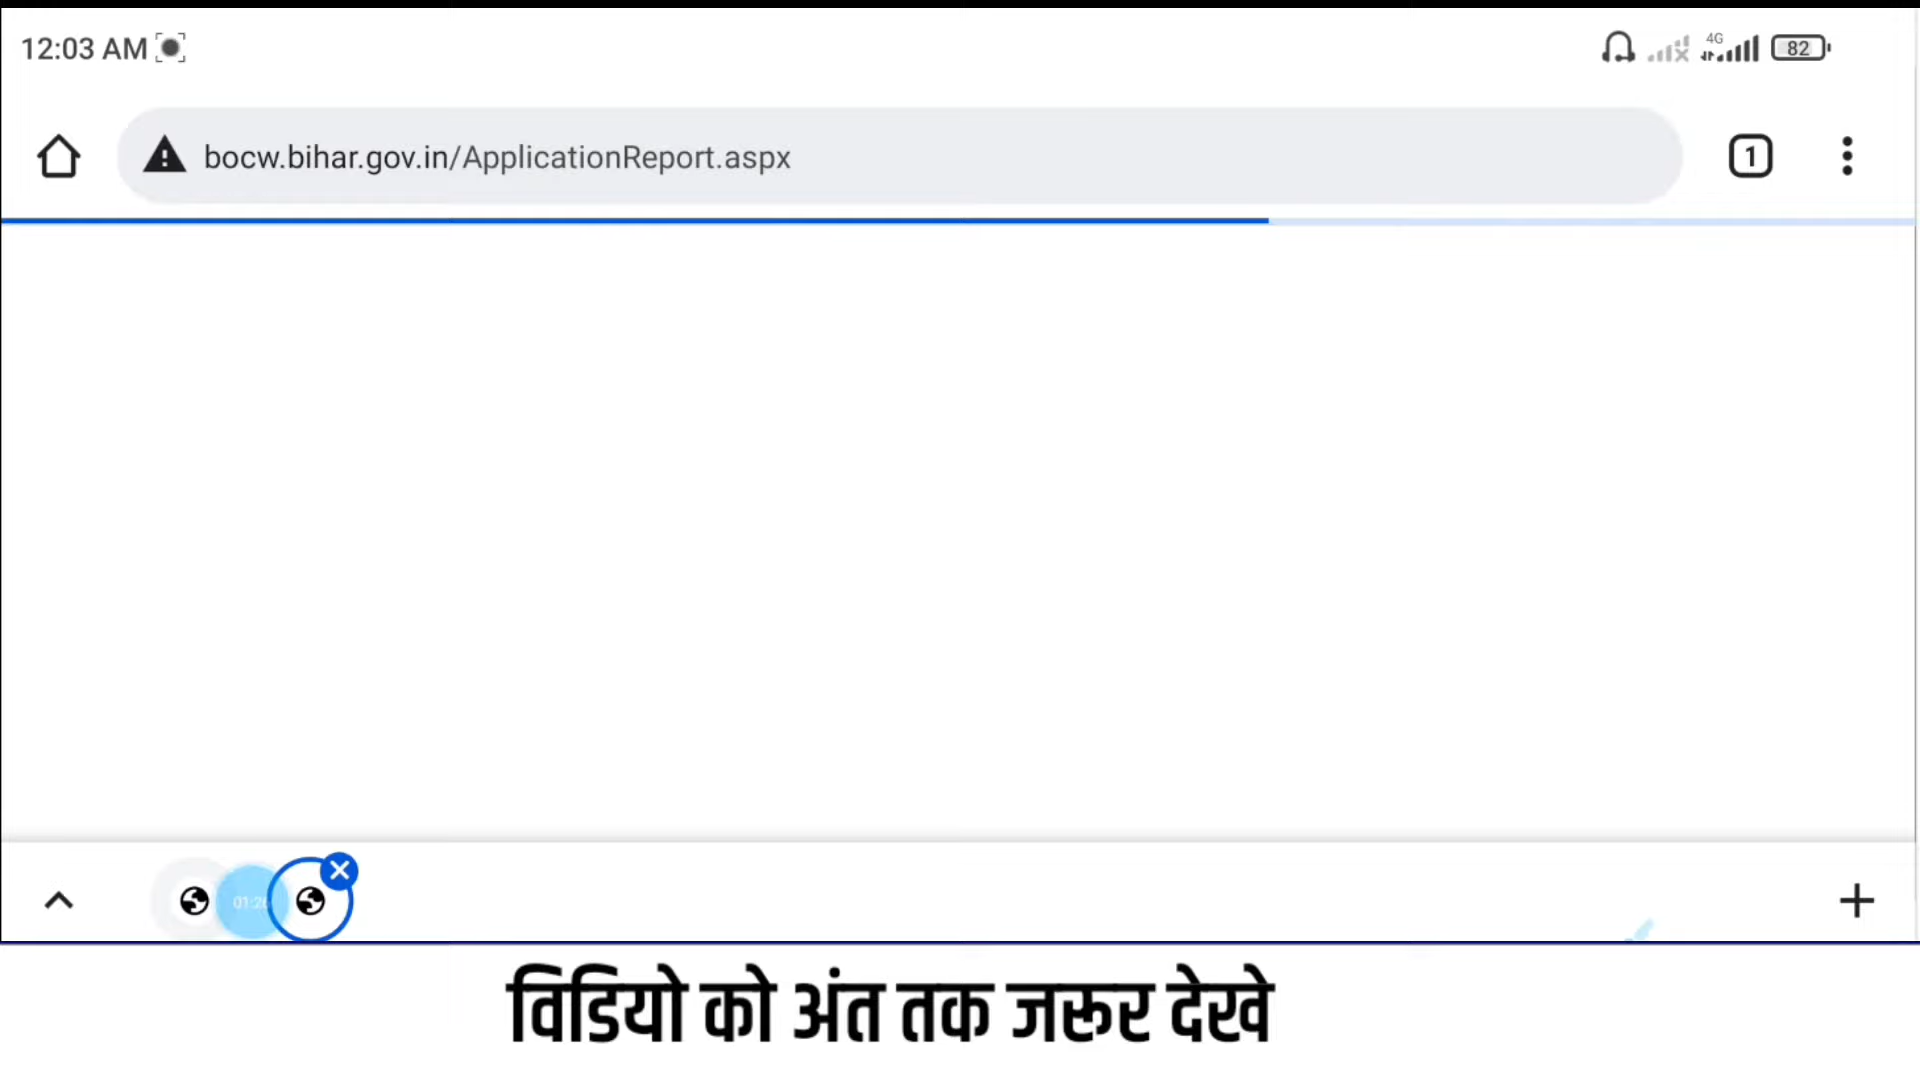 12:03 AM
4G
82
bocw.bihar.gov.in/ApplicationReport.aspx
1
विडियो को अंत तक जरूर देखे